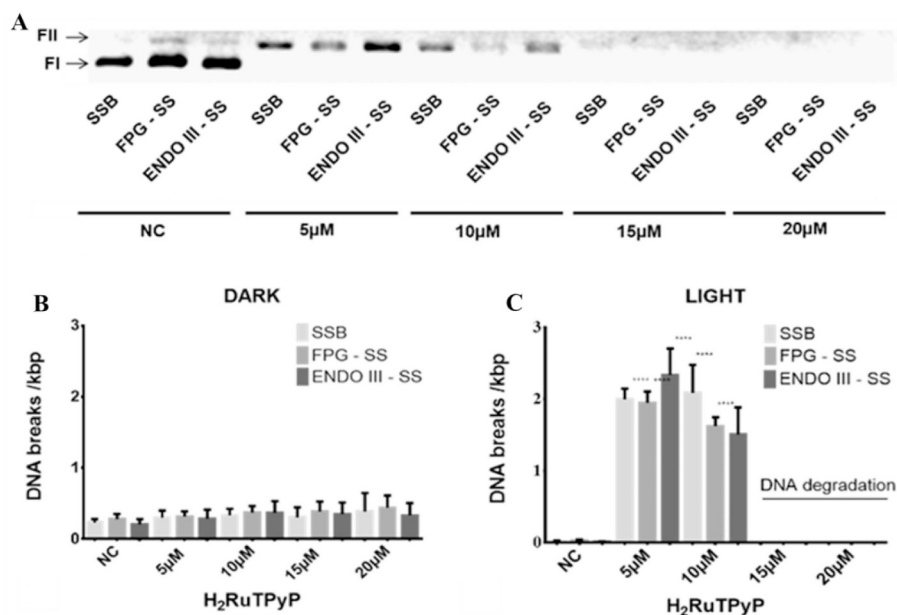 A
FII
FI
SSB
FPG - SS
ENDO III - SS
SSB
FPG - SS
ENDO III - SS
SSB
FPG - SS
ENDO III - SS
SSB
FPG - SS
ENDO III - SS
SSB
FPG - SS
ENDO III - SS
NC
5µM
10µM
15µM
20µM
B
DARK
SSB
FPG - SS
ENDO III - SS
DNA breaks /kbp
3
2
1
0
NC
5µM
10µM
15µM
20µM
H₂RuTPyP
C
LIGHT
SSB
FPG - SS
ENDO III - SS
DNA breaks /kbp
3
2
1
0
**** **** **** **** ****
DNA degradation
NC
5µM
10µM
15µM
20µM
H₂RuTPyP